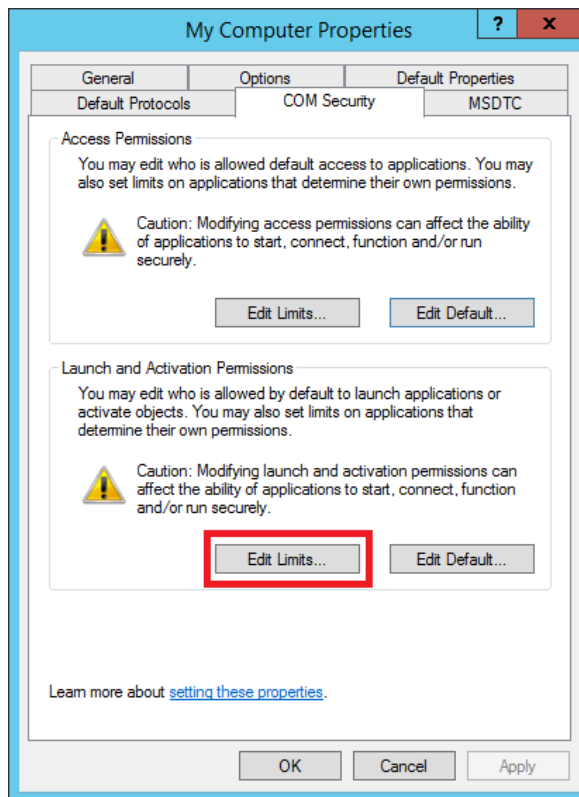 My Computer Properties
?
x
General
Options
Default Properties
Default Protocols
COM Security
MSDTC
Access Permissions
You may edit who is allowed default access to applications. You may
also set limits on applications that determine their own permissions.
Caution: Modifying access permissions can affect the ability
of applications to start, connect, function and/or run
securely.
Edit Limits...
Edit Default...
Launch and Activation Permissions
You may edit who is allowed by default to launch applications or
activate objects. You may also set limits on applications that
determine their own permissions.
Caution: Modifying launch and activation permissions can
affect the ability of applications to start, connect, function
and/or run securely.
Edit Limits...
Edit Default...
Learn more about setting these properties.
OK
Cancel
Apply